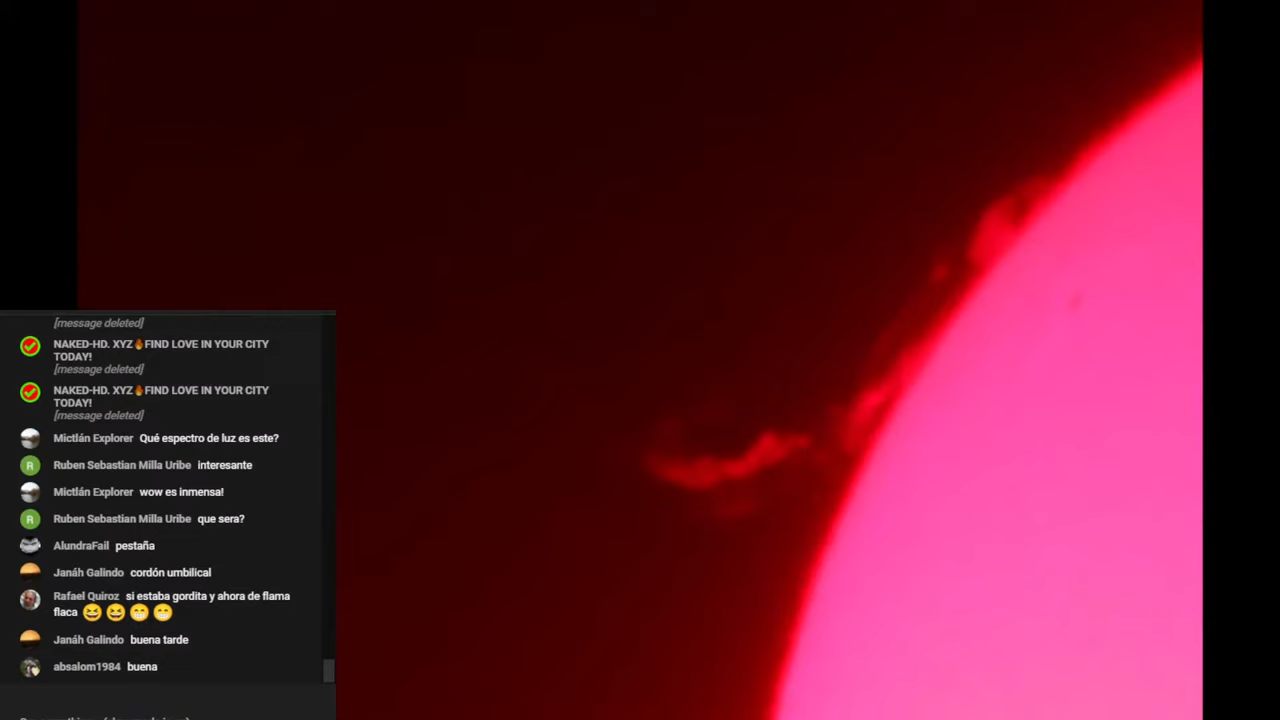 [message deleted]
NAKED-HD. XYZ🔥FIND LOVE IN YOUR CITY
TODAY!
[message deleted]
NAKED-HD. XYZ🔥FIND LOVE IN YOUR CITY
TODAY!
[message deleted]
Mictlán Explorer Qué espectro de luz es este?
Ruben Sebastian Milla Uribe interesante
Mictlán Explorer wow es inmensa!
Ruben Sebastian Milla Uribe que sera?
AlundraFail pestaña
Janáh Galindo cordón umbilical
Rafael Quiroz si estaba gordita y ahora de flama
flaca 😆 😆 😁 😁
Janáh Galindo buena tarde
absalom1984 buena